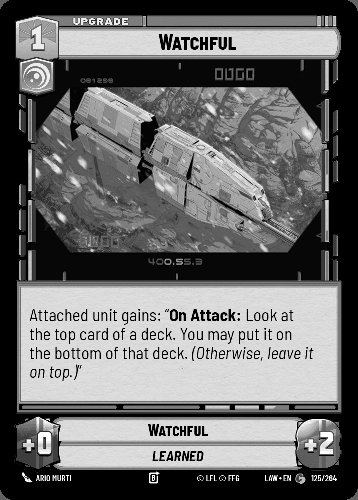 UPGRADE
1
WATCHFUL
Attached unit gains: "On Attack: Look at
the top card of a deck. You may put it on
the bottom of that deck. (Otherwise, leave it
on top.)"
+0
WATCHFUL
LEARNED
+2
ARIO MURTI
© LFL © FFG
LAW • EN
125/264